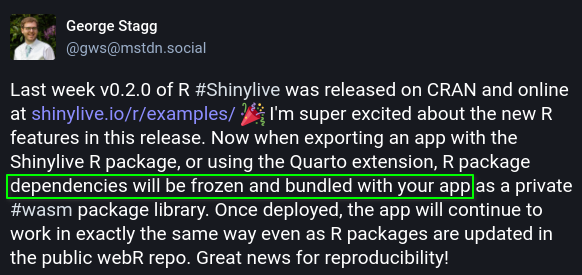 George Stagg
@gws@mstdn.social
Last week v0.2.0 of R #Shinylive was released on CRAN and online
at shinylive.io/r/examples/ 🎉 I'm super excited about the new R
features in this release. Now when exporting an app with the
Shinylive R package, or using the Quarto extension, R package
dependencies will be frozen and bundled with your app as a private
#wasm package library. Once deployed, the app will continue to
work in exactly the same way even as R packages are updated in
the public webR repo. Great news for reproducibility!